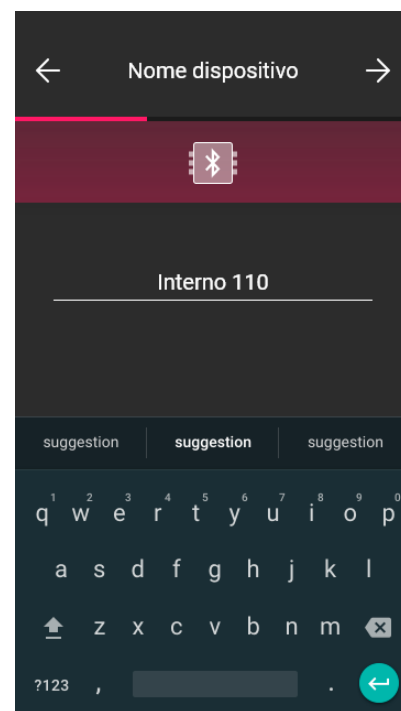 Nome dispositivo
Interno 110
suggestion suggestion suggestion
1 2 3 4 5 6 7 8 9 0
q w e r t y u i o p
a s d f g h j k l
z x c v b n m
?123 , .